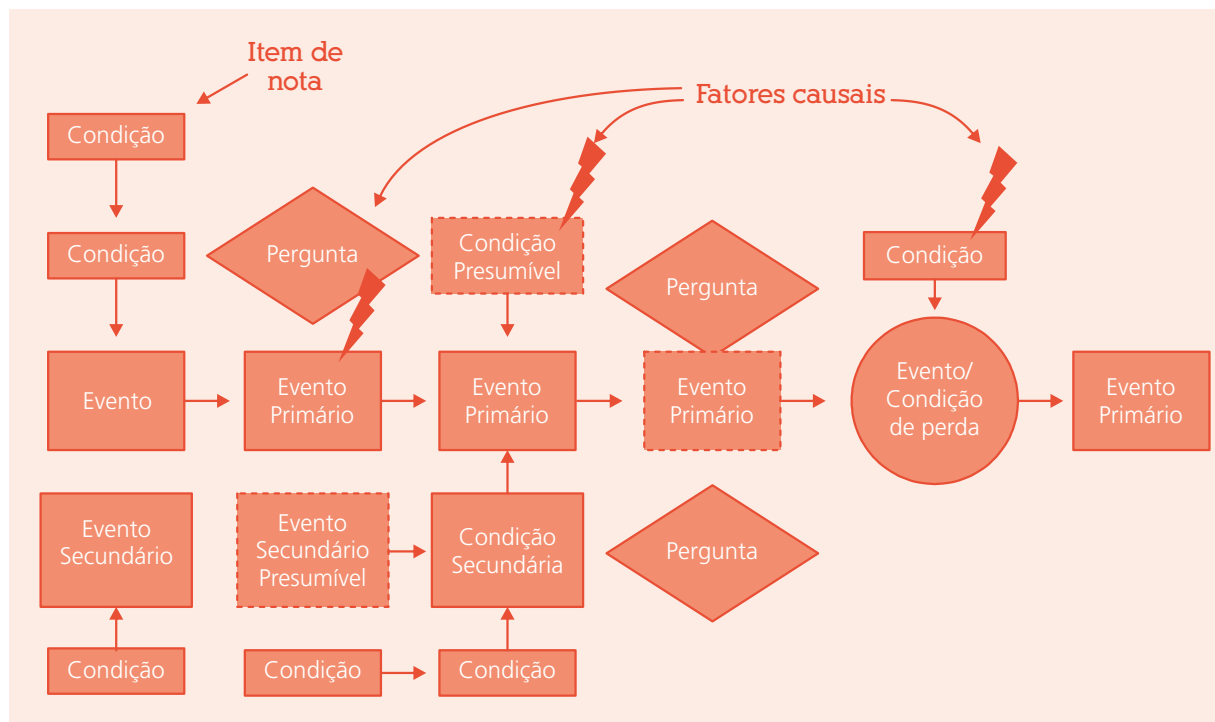 Item de
nota
Fatores causais
Condição
Condição
Pergunta
Condição
Presumível
Pergunta
Condição
Evento
Evento
Primário
Evento
Primário
Evento
Primário
Evento/
Condição
de perda
Evento
Primário
Evento
Secundário
Evento
Secundário
Presumível
Condição
Secundária
Pergunta
Condição
Condição
Condição